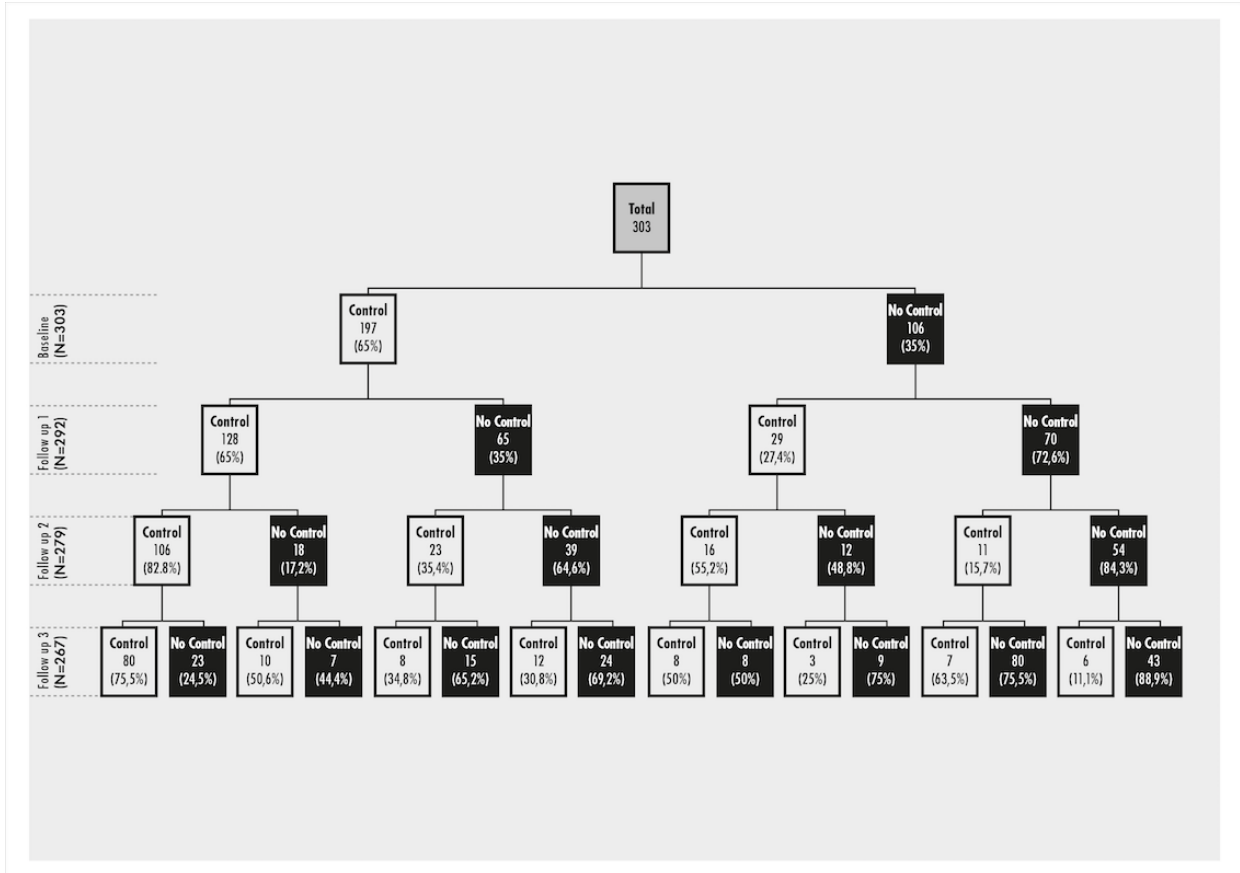 Total
303
Baseline
(N=303)
Control
197
(65%)
No Control
106
(35%)
Follow up 1
(N=292)
Control
128
(65%)
No Control
65
(35%)
Control
29
(27,4%)
No Control
70
(72,6%)
Follow up 2
(N=279)
Control
106
(82.8%)
No Control
18
(17,2%)
Control
23
(35,4%)
No Control
39
(64,6%)
Control
16
(55,2%)
No Control
12
(48,8%)
Control
11
(15,7%)
No Control
54
(84,3%)
Follow up 3
(N=267)
Control
80
(75,5%)
No Control
23
(24,5%)
Control
10
(50,6%)
No Control
7
(44,4%)
Control
8
(34,8%)
No Control
15
(65,2%)
Control
12
(30,8%)
No Control
24
(69,2%)
Control
8
(50%)
No Control
8
(50%)
Control
3
(25%)
No Control
9
(75%)
Control
7
(63,5%)
No Control
80
(75,5%)
Control
6
(11,1%)
No Control
43
(88,9%)